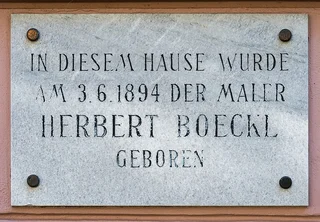 IN DIESEM HAUSE WURDE
AM 3.6.1894 DER MALER
HERBERT BOECKL
GEBOREN